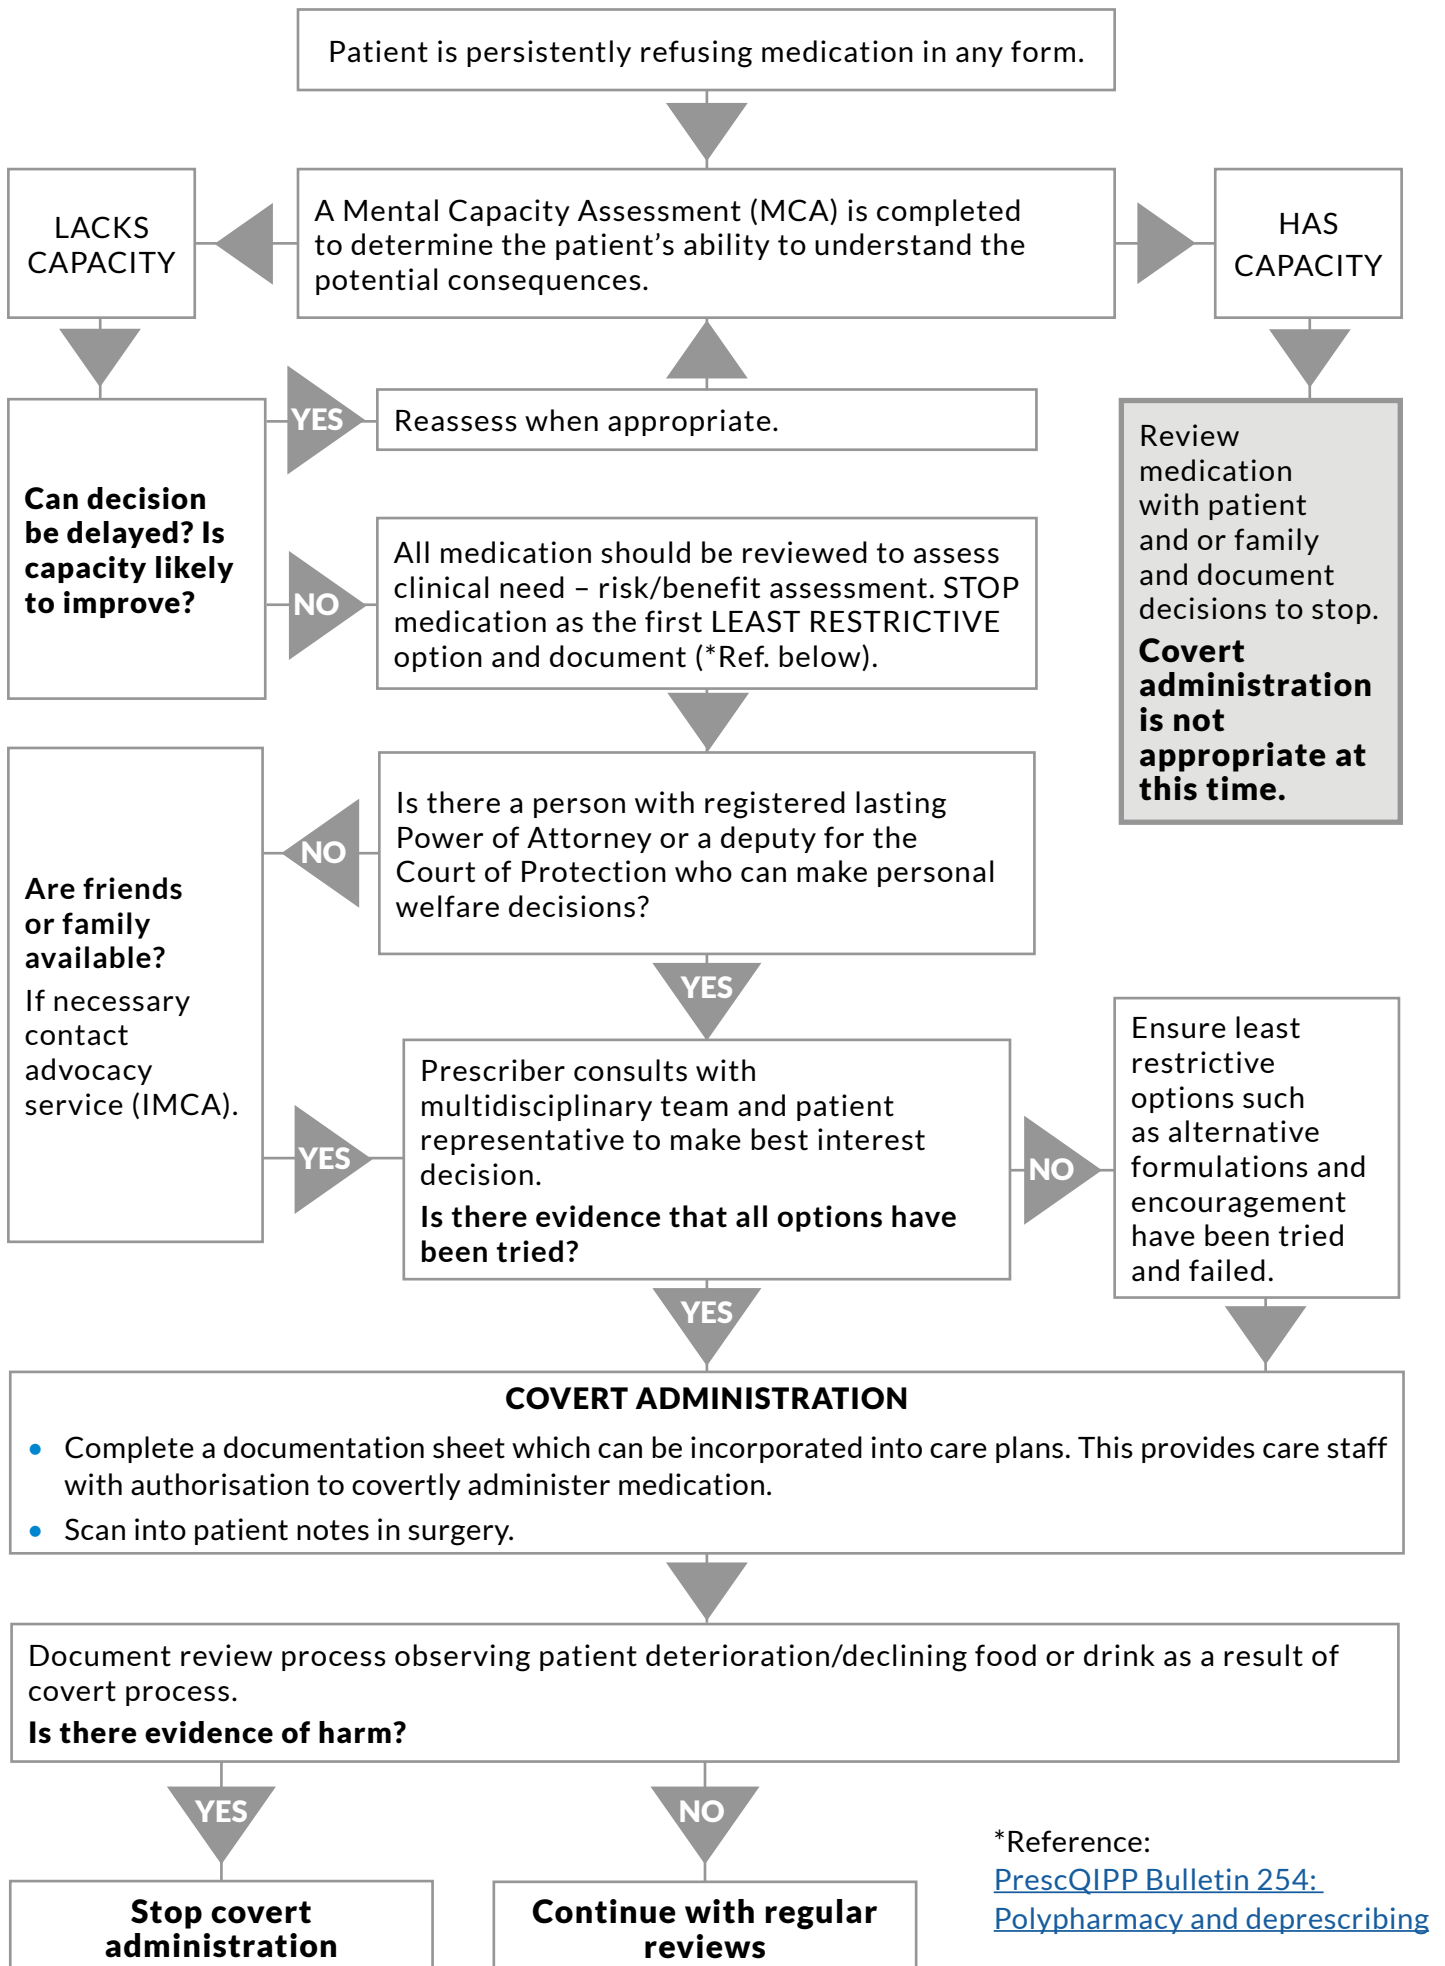 Patient is persistently refusing medication in any form.
LACKS
CAPACITY
A Mental Capacity Assessment (MCA) is completed
to determine the patient's ability to understand the
potential consequences.
HAS
CAPACITY
Can decision
be delayed? Is
capacity likely
to improve?
YES
Reassess when appropriate.
NO
All medication should be reviewed to assess
clinical need – risk/benefit assessment. STOP
medication as the first LEAST RESTRICTIVE
option and document (*Ref. below).
Review
medication
with patient
and or family
and document
decisions to stop.
Covert
administration
is not
appropriate at
this time.
Is there a person with registered lasting
Power of Attorney or a deputy for the
Court of Protection who can make personal
welfare decisions?
NO
Are friends
or family
available?
If necessary
contact
advocacy
service (IMCA).
YES
YES
Prescriber consults with
multidisciplinary team and patient
representative to make best interest
decision.
Is there evidence that all options have
been tried?
NO
Ensure least
restrictive
options such
as alternative
formulations and
encouragement
have been tried
and failed.
YES
COVERT ADMINISTRATION
• Complete a documentation sheet which can be incorporated into care plans. This provides care staff
with authorisation to covertly administer medication.
• Scan into patient notes in surgery.
Document review process observing patient deterioration/declining food or drink as a result of
covert process.
Is there evidence of harm?
YES
NO
Stop covert
administration
Continue with regular
reviews
*Reference:
PrescQIPP Bulletin 254:
Polypharmacy and deprescribing